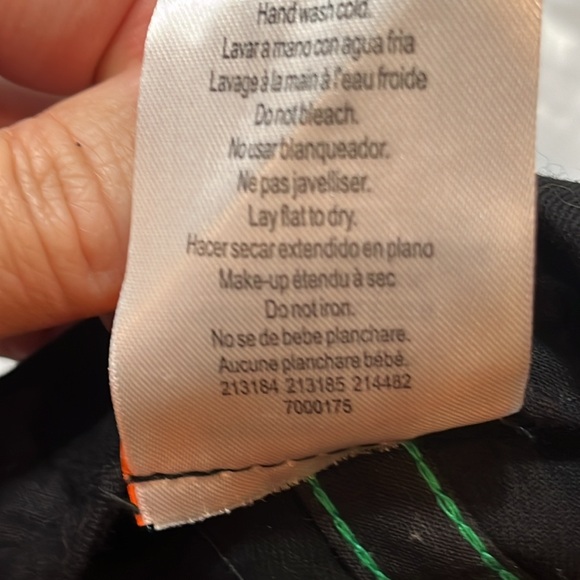 Hand wash cold.
Lavar a mano con agua fria
Lavage à la main à l'eau froide
Do not bleach.
No usar blanqueador.
Ne pas javelliser.
Lay flat to dry.
Hacer secar extendido en plano
Make-up étendu à sec
Do not iron.
No se de bebe planchare.
Aucune planchare bébé.
213184 213185 214482
7000175